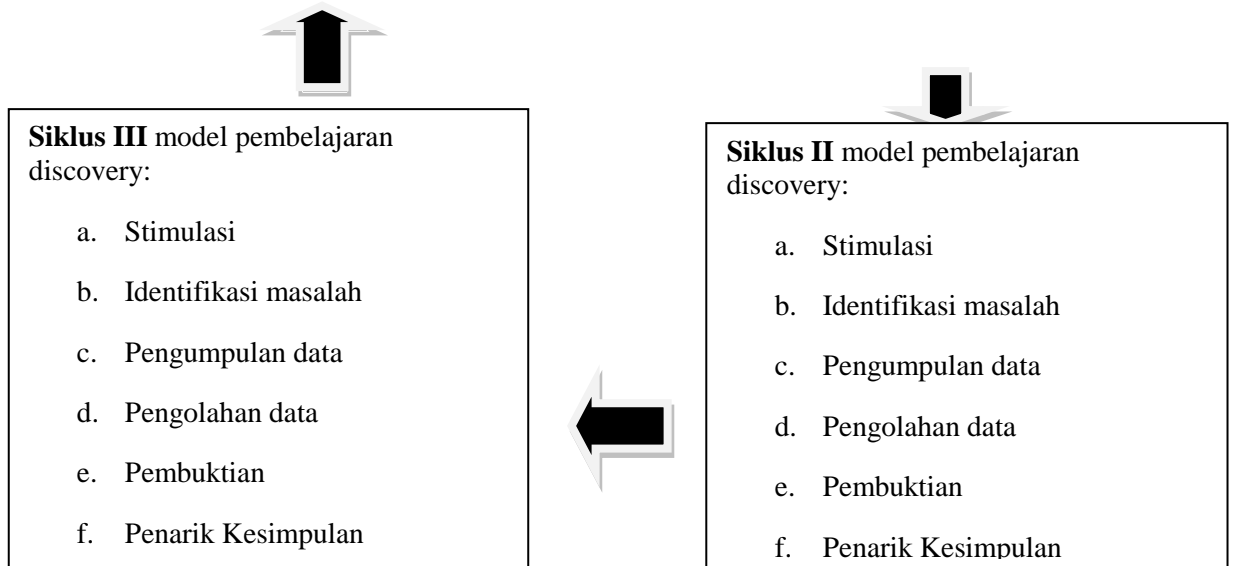 Siklus III model pembelajaran
discovery:
a. Stimulasi
b. Identifikasi masalah
c. Pengumpulan data
d. Pengolahan data
e. Pembuktian
f. Penarik Kesimpulan
Siklus II model pembelajaran
discovery:
a. Stimulasi
b. Identifikasi masalah
c. Pengumpulan data
d. Pengolahan data
e. Pembuktian
f. Penarik Kesimpulan